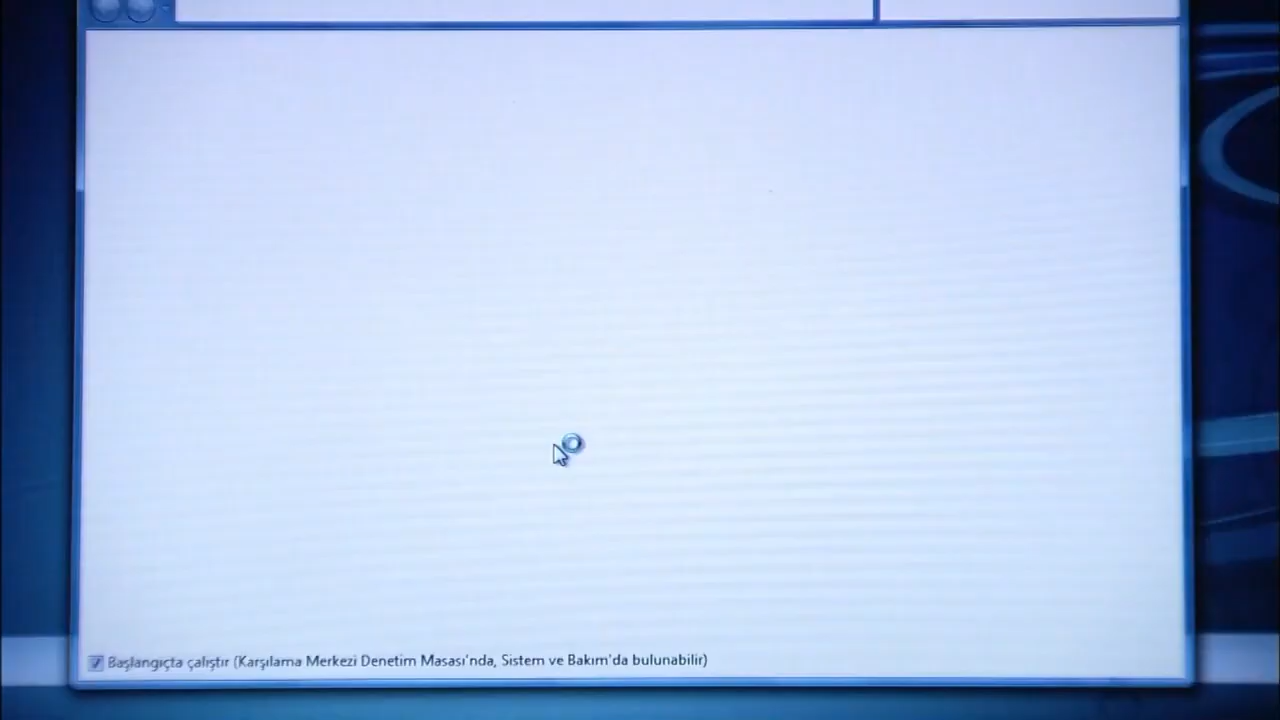 Başlangıçta çalıştır (Karşılama Merkezi Denetim Masası'nda, Sistem ve Bakım'da bulunabilir)